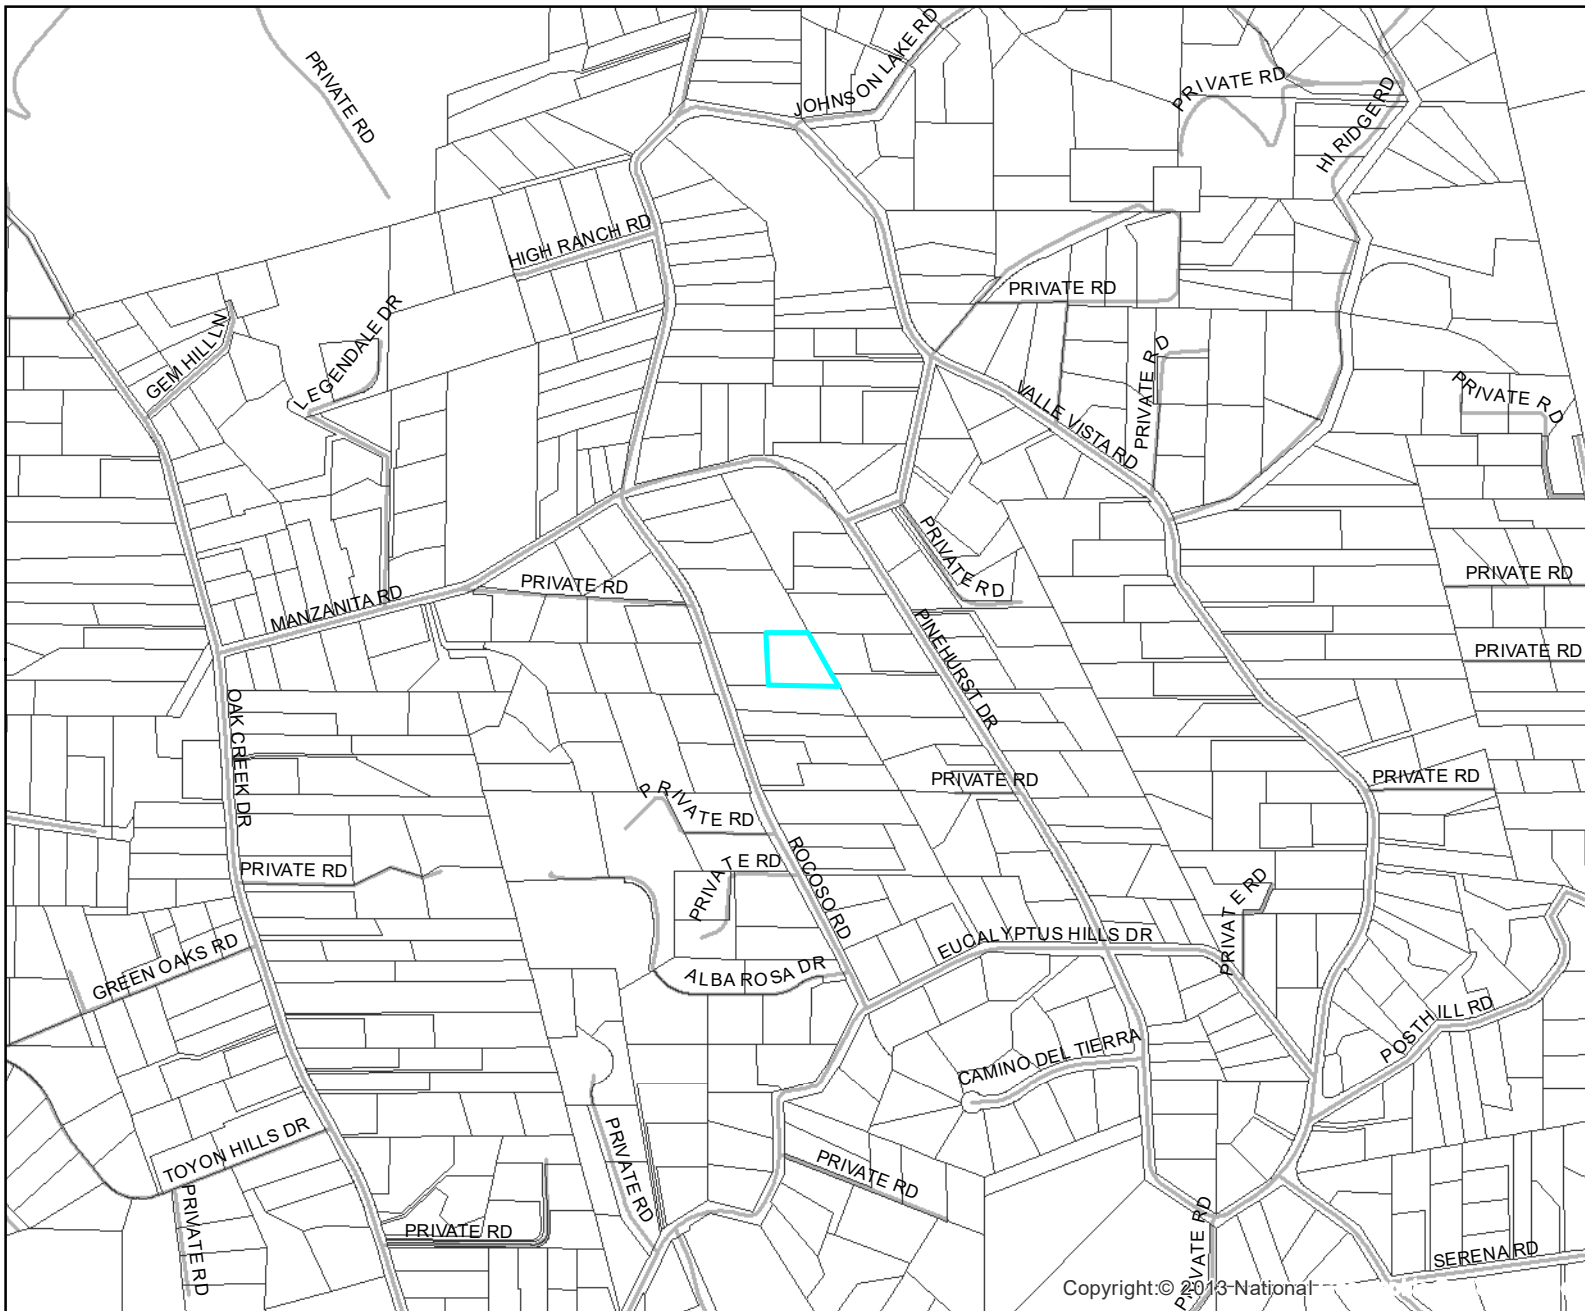 JOHNSON LAKE RD
PRIVATE RD
PRIVATE RD
HI RIDGE RD
HIGH RANCH RD
PRIVATE RD
GEM HILL LN
LEGENDALE DR
PRIVATE RD
VALLE VISTA RD
PRIVATE RD
PRIVATE RD
PRIVATE RD
PRIVATE RD
MANZANITA RD
PINEHURST DR
PRIVATE RD
OAK CREEK DR
PRIVATE RD
PRIVATE RD
PRIVATE RD
PRIVATE RD
PRIVATE RD
ROCOSO RD
PRIVATE RD
EUCALYPTUS HILLS DR
GREEN OAKS RD
ALBA ROSA DR
POSTHILL RD
CAMINO DEL TIERRA
TOYON HILLS DR
PRIVATE RD
PRIVATE RD
PRIVATE RD
PRIVATE RD
PRIVATE RD
SERENA RD
Copyright:© 2013 National